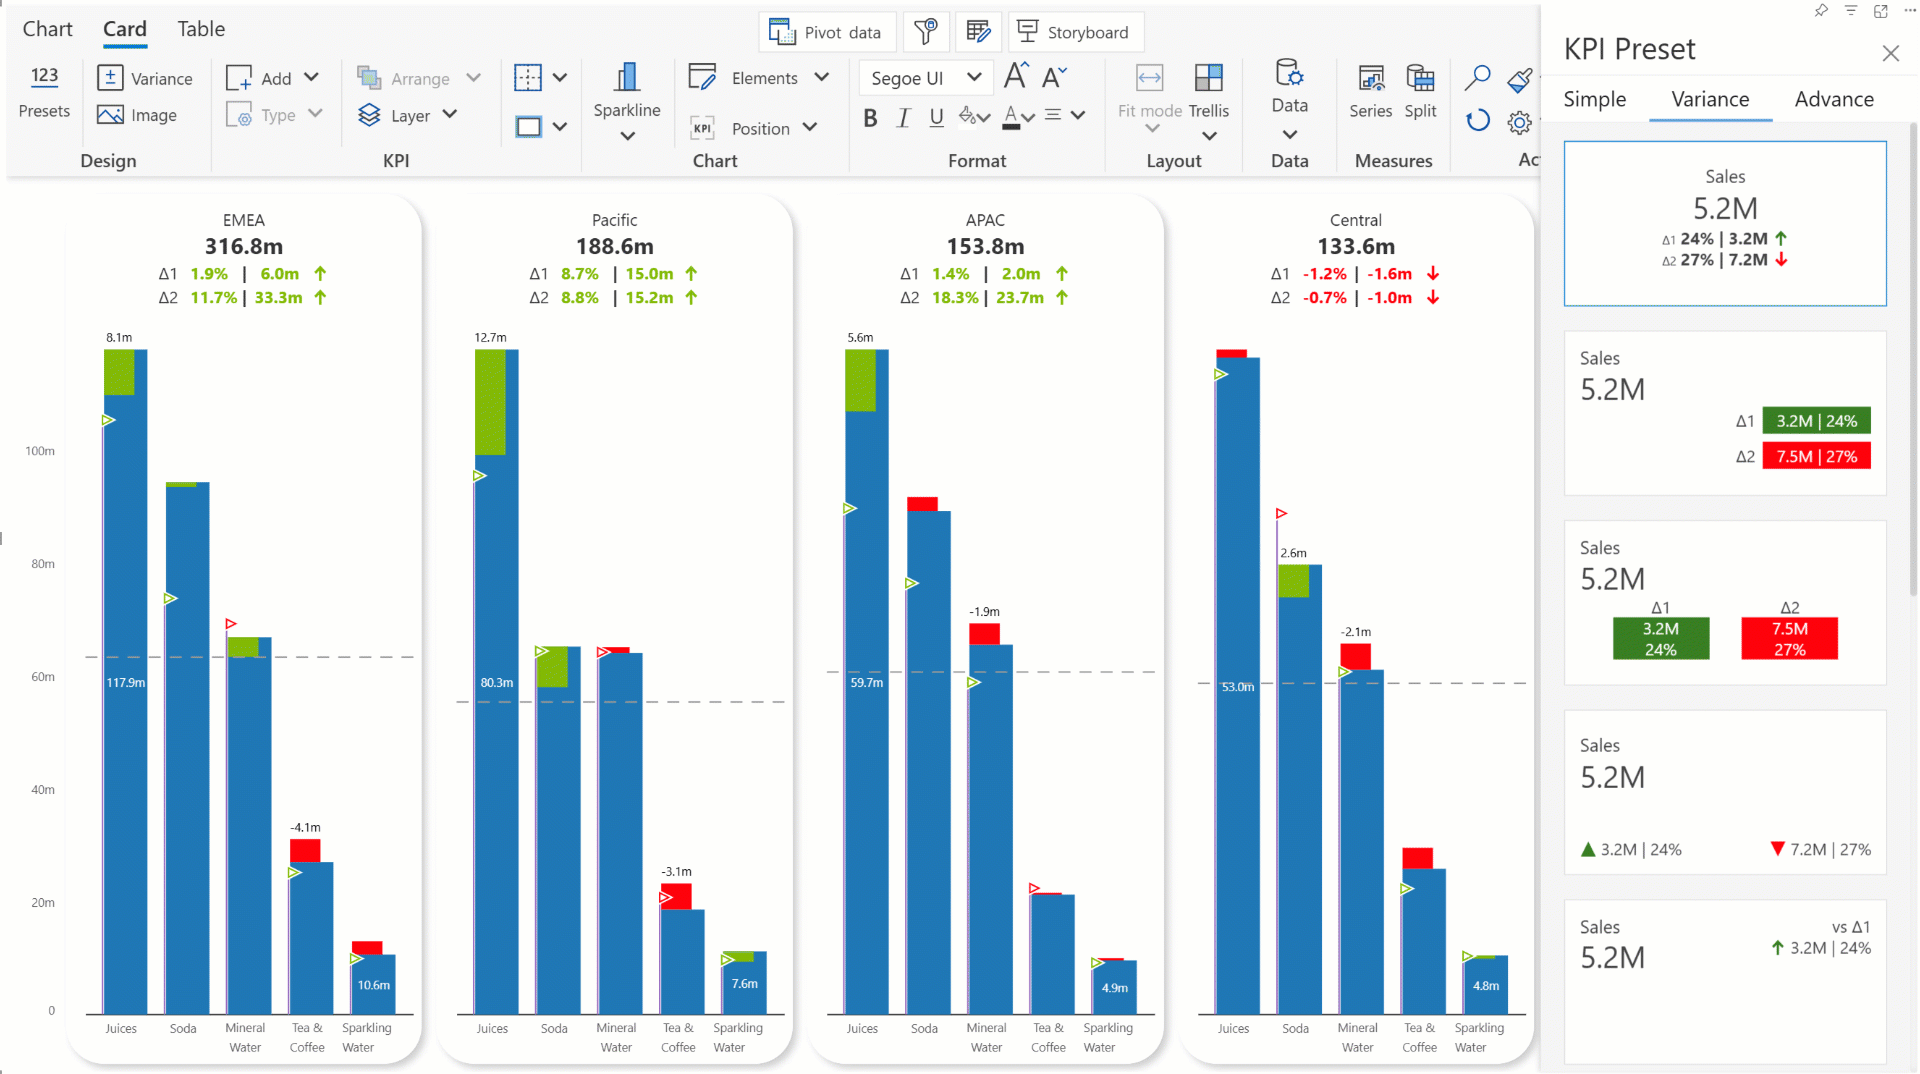 Chart Card Table
Pivot data Storyboard
KPI Preset
Simple Variance Advance
123
Presets
Variance
Image
Design
Add
Type
Arrange
Layer
KPI
Sparkline
Elements
KPI Position
Chart
Segoe UI A A
B I U A
Format
Fit mode Trellis
Layout
Data
Data
Series Split
Measures
Ac
EMEA
316.8m
Δ1 1.9% | 6.0m ↑
Δ2 11.7% | 33.3m ↑
8.1m
117.9m
-4.1m
10.6m
100m
80m
60m
40m
20m
0
Juices Soda Mineral Water Tea & Coffee Sparkling Water
Pacific
188.6m
Δ1 8.7% | 15.0m ↑
Δ2 8.8% | 15.2m ↑
12.7m
80.3m
-3.1m
7.6m
Juices Soda Mineral Water Tea & Coffee Sparkling Water
APAC
153.8m
Δ1 1.4% | 2.0m ↑
Δ2 18.3% | 23.7m ↑
5.6m
-1.9m
59.7m
4.9m
Juices Soda Mineral Water Tea & Coffee Sparkling Water
Central
133.6m
Δ1 -1.2% | -1.6m ↓
Δ2 -0.7% | -1.0m ↓
2.6m
-2.1m
53.0m
4.8m
Juices Soda Mineral Water Tea & Coffee Sparkling Water
Sales
5.2M
Δ1 24% | 3.2M ↑
Δ2 27% | 7.2M ↓
Sales
5.2M
Δ1 3.2M | 24%
Δ2 7.5M | 27%
Sales
5.2M
Δ1 Δ2
3.2M 7.5M
24% 27%
Sales
5.2M
▲ 3.2M | 24% ▼ 7.2M | 27%
Sales vs Δ1
5.2M ↑ 3.2M | 24%